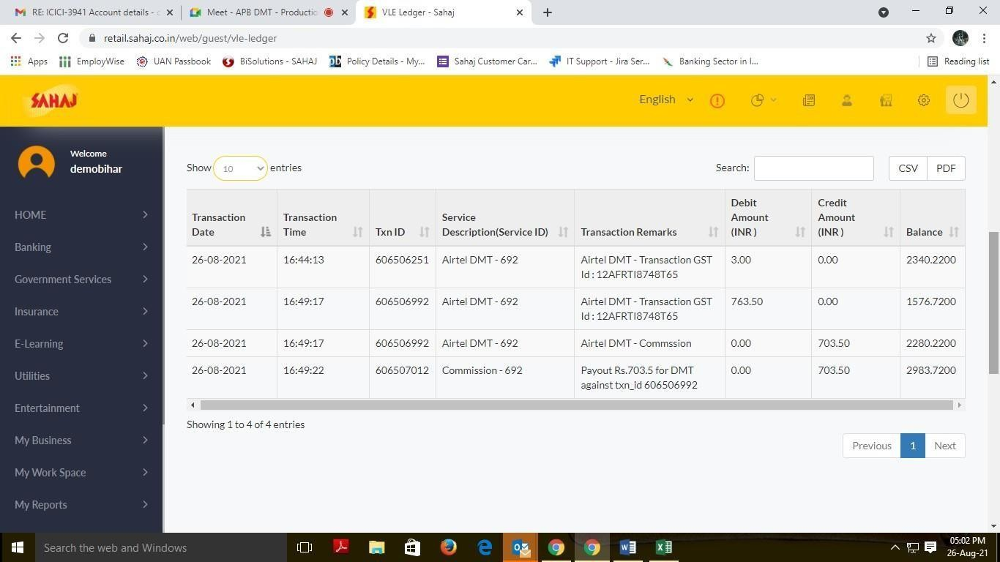 RE: ICICI-3941 Account details - c
Meet - APB DMT - Productio
VLE Ledger - Sahaj
retail.sahaj.co.in/web/guest/vle-ledger
Apps
EmployWise
UAN Passbook
BiSolutions - SAHAJ
Policy Details - My...
Sahaj Customer Car...
IT Support - Jira Ser...
Banking Sector in I...
Reading list
SAHAJ
English
Welcome
demobihar
HOME
Banking
Government Services
Insurance
E-Learning
Utilities
Entertainment
My Business
My Work Space
My Reports
Show 10 entries
Search:
CSV PDF
Transaction Date Transaction Time Txn ID Service Description(Service ID) Transaction Remarks Debit Amount (INR ) Credit Amount (INR ) Balance
26-08-2021 16:44:13 606506251 Airtel DMT - 692 Airtel DMT - Transaction GST 3.00 0.00 2340.2200
Id : 12AFRTI8748T65
26-08-2021 16:49:17 606506992 Airtel DMT - 692 Airtel DMT - Transaction GST 763.50 0.00 1576.7200
Id : 12AFRTI8748T65
26-08-2021 16:49:17 606506992 Airtel DMT - 692 Airtel DMT - Commssion 0.00 703.50 2280.2200
26-08-2021 16:49:22 606507012 Commission - 692 Payout Rs.703.5 for DMT 0.00 703.50 2983.7200
against txn_id 606506992
Showing 1 to 4 of 4 entries
Previous 1 Next
Search the web and Windows
05:02 PM
26-Aug-21